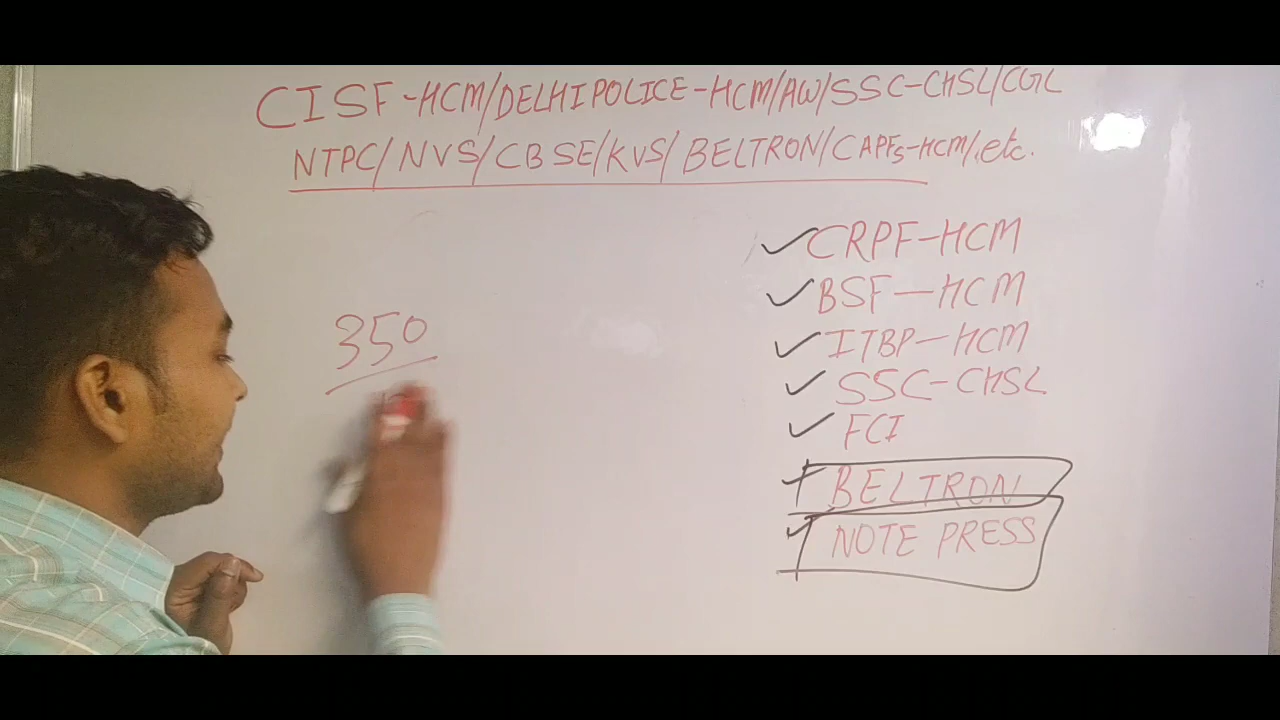 CISF-HCM/DELHIPOLICE-HCM/AW/SSC-CHSL/CGL
NTPC/NVS/CBSE/KVS/BELTRON/CAPFs-HCM/.etc.
350
CRPF-HCM
BSF-HCM
ITBP-HCM
SSC-CHSL
FCI
BELTRON
NOTE PRESS